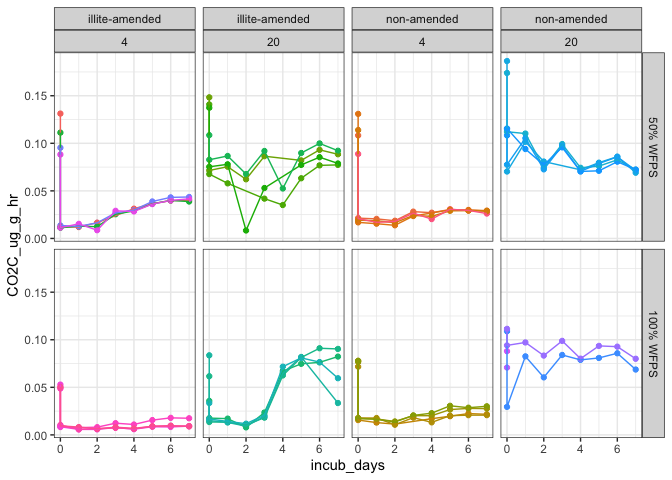 illite-amended illite-amended non-amended non-amended
4 20 4 20
0.15
0.10
0.05
0.00
50% WFPS
0.15
0.10
0.05
0.00
100% WFPS
CO2C_ug_g_hr
0 2 4 6 0 2 4 6 0 2 4 6 0 2 4 6
incub_days